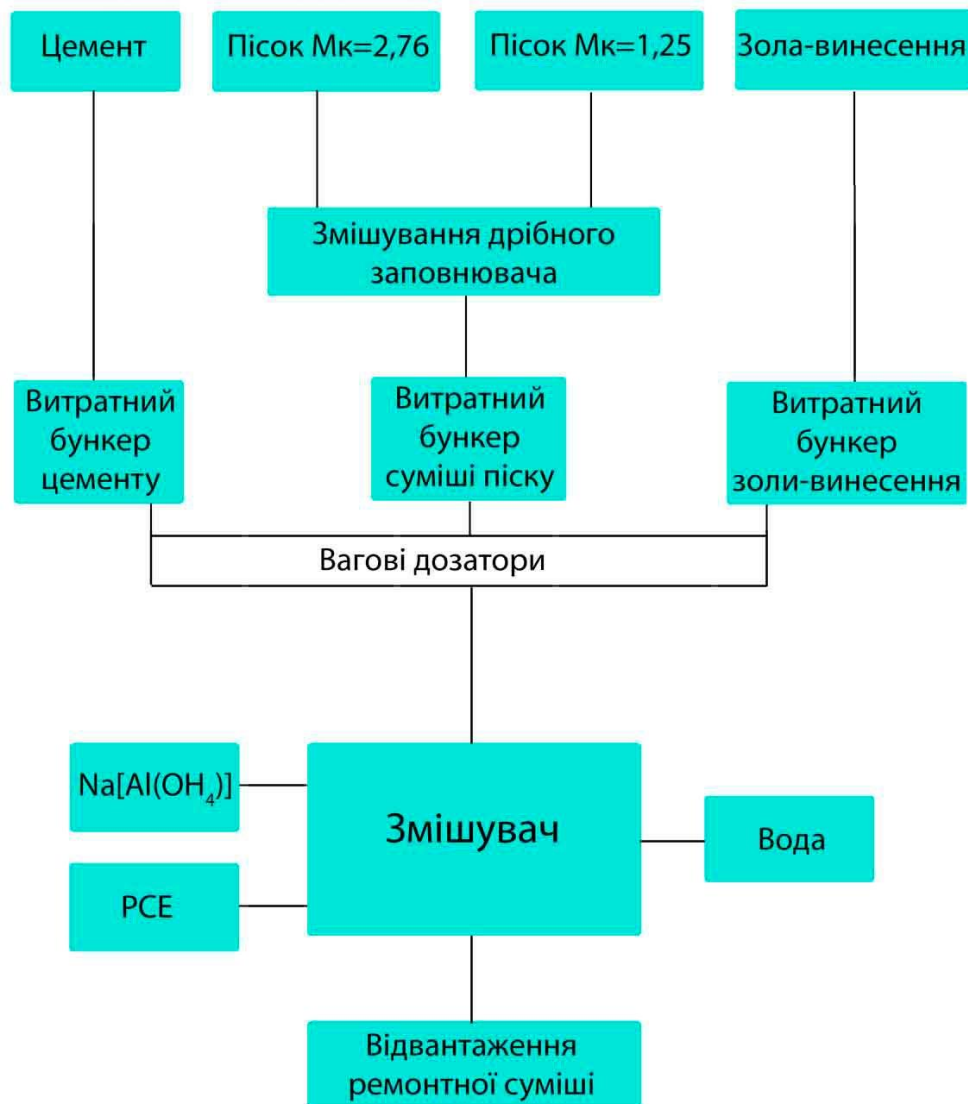 Цемент
Пісок Мк=2,76
Пісок Мк=1,25
Зола-винесення
Змішування дрібного
заповнювача
Витратний
бункер
цементу
Витратний
бункер
суміші піску
Витратний
бункер
золи-винесення
Вагові дозатори
Na[Al(OH₄)]
Змішувач
Вода
PCE
Відвантаження
ремонтної суміші